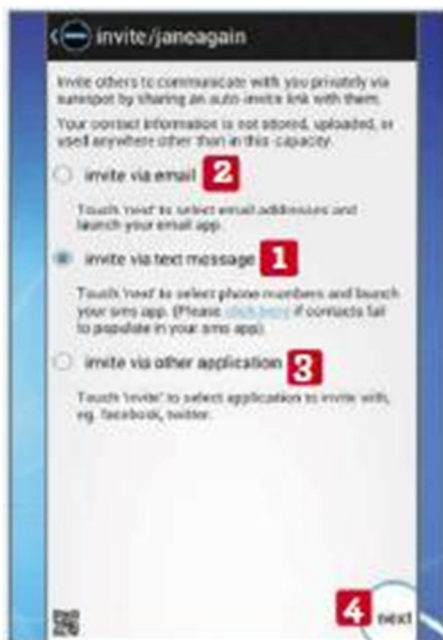 invite/janeagain
Invite others to communicate with you privately via
sunspot by sharing an auto-invite link with them.
Your contact information is not stored, uploaded, or
used anywhere other than in this capacity.
invite via email 2
Touch 'next' to select email addresses and
launch your email app.
invite via text message 1
Touch 'next' to select phone numbers and launch
your sms app. (Please click here if contacts fail
to populate in your sms app)
invite via other application 3
Touch 'invite' to select application to invite with,
eg. facebook, twitter.
4 next